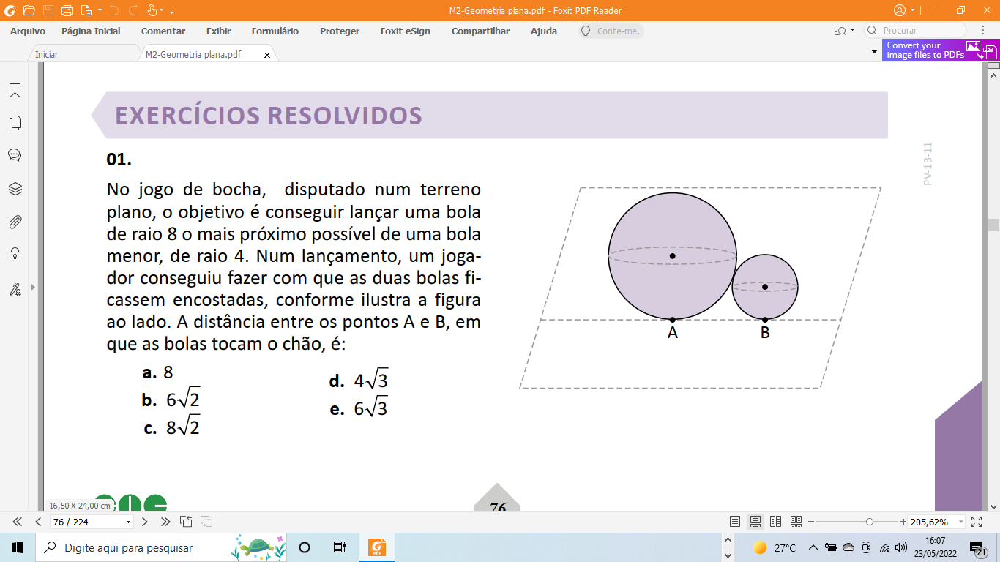 M2-Geometria plana.pdf - Foxit PDF Reader
Arquivo Página Inicial Comentar Exibir Formulário Proteger Foxit eSign Compartilhar Ajuda Conte-me. Procurar
Iniciar M2-Geometria plana.pdf
Convert your
image files to PDFs
EXERCÍCIOS RESOLVIDOS
PV-13-11
01.
No jogo de bocha, disputado num terreno
plano, o objetivo é conseguir lançar uma bola
de raio 8 o mais próximo possível de uma bola
menor, de raio 4. Num lançamento, um joga-
dor conseguiu fazer com que as duas bolas fi-
cassem encostadas, conforme ilustra a figura
ao lado. A distância entre os pontos A e B, em
que as bolas tocam o chão, é:
a. 8
b. 6√2
c. 8√2
d. 4√3
e. 6√3
A B
76
16,50 X 24,00 cm
76 / 224 205,62%
Digite aqui para pesquisar
27°C
16:07
23/05/2022
21